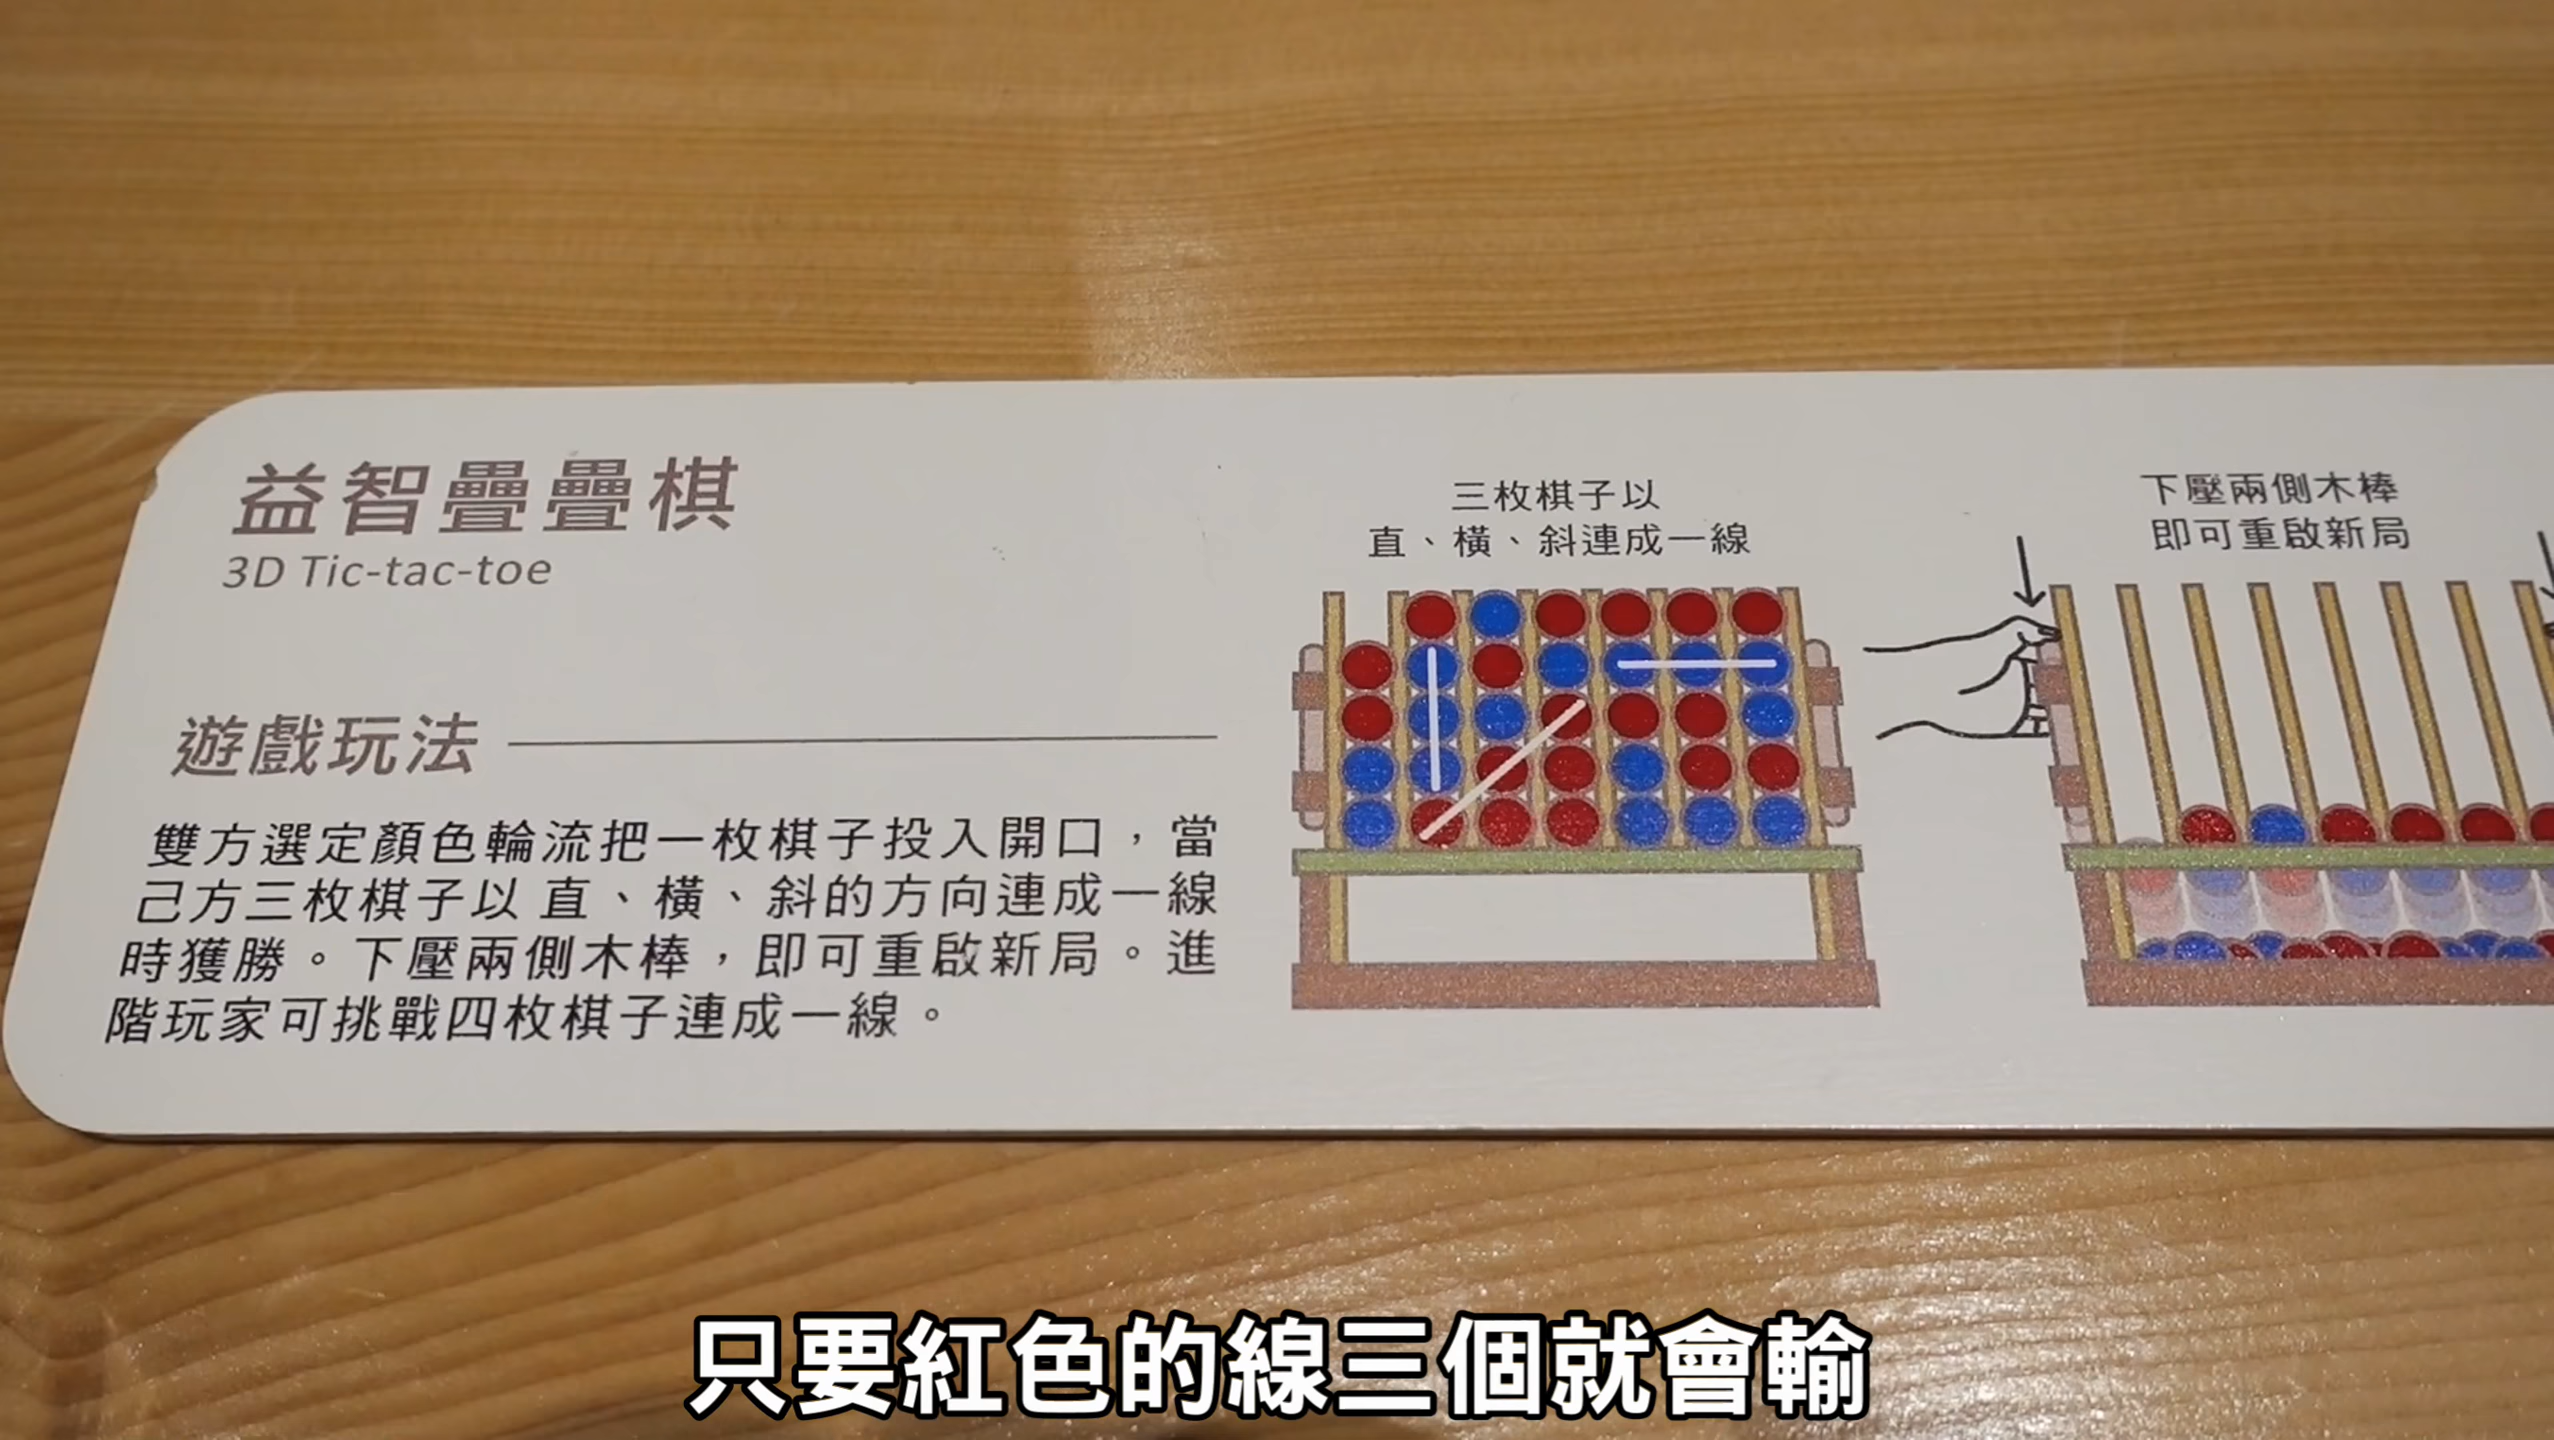 益智疊疊棋
3D Tic-tac-toe
遊戲玩法
雙方選定顏色輪流把一枚棋子投入開口，當
己方三枚棋子以 直、橫、斜的方向連成一線
時獲勝。下壓兩側木棒，即可重啟新局。進
階玩家可挑戰四枚棋子連成一線。
三枚棋子以
直、橫、斜連成一線
下壓兩側木棒
即可重啟新局
只要紅色的線三個就會輸